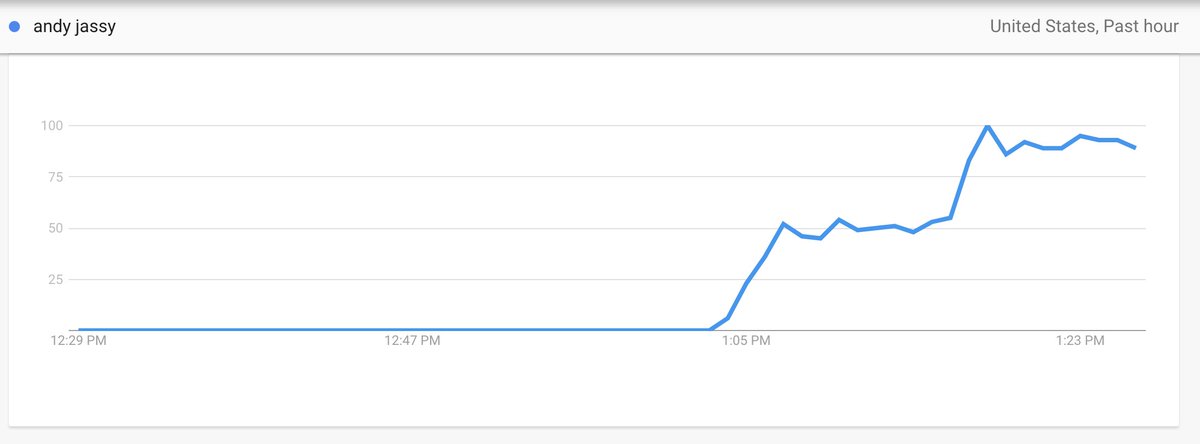 andy jassy
United States, Past hour
100
75
50
25
12:29 PM
12:47 PM
1:05 PM
1:23 PM